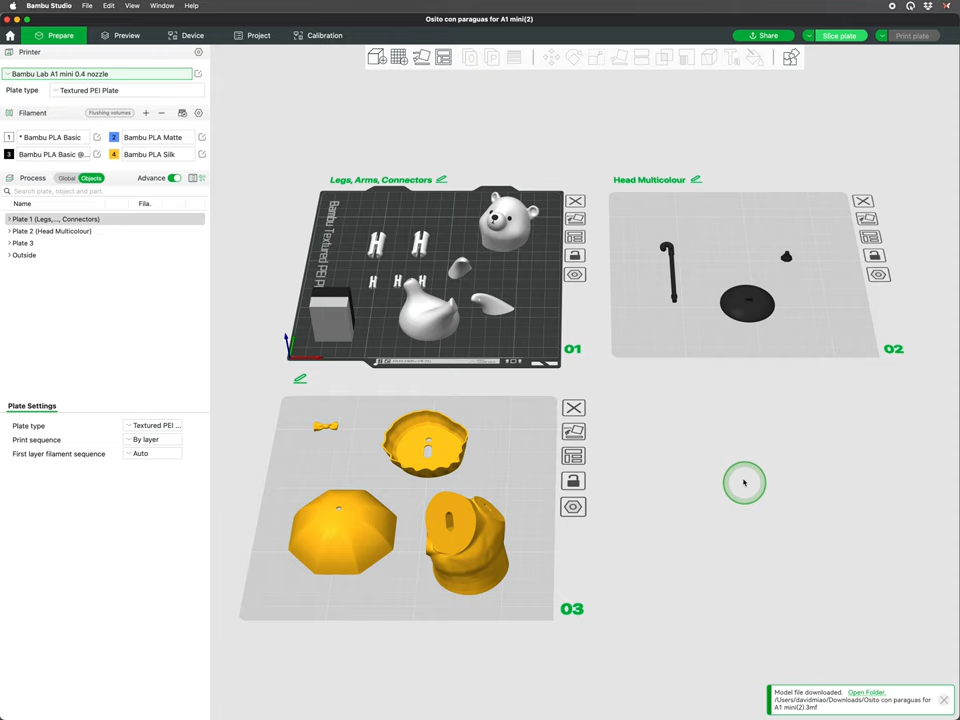 Bambu Studio File Edit View Window Help
Osito con paraguas for A1 mini(2)
Prepare Preview Device Project Calibration Share Slice plate Print plate
Printer
Bambu Lab A1 mini 0.4 nozzle
Plate type Textured PEI Plate
Filament Flushing volumes
1 * Bambu PLA Basic 2 Bambu PLA Matte
3 Bambu PLA Basic @... 4 Bambu PLA Silk
Process Global Objects Advance
Search plate, object and part.
Name Fila.
Plate 1 (Legs,..., Connectors)
Plate 2 (Head Multicolour)
Plate 3
Outside
Plate Settings
Plate type Textured PEI ...
Print sequence By layer
First layer filament sequence Auto
Legs, Arms, Connectors
Bambu Textured PEI Pl
01
Head Multicolour
02
03
Model file downloaded. Open Folder.
/Users/davidmiao/Downloads/Osito con paraguas for
A1 mini(2).3mf